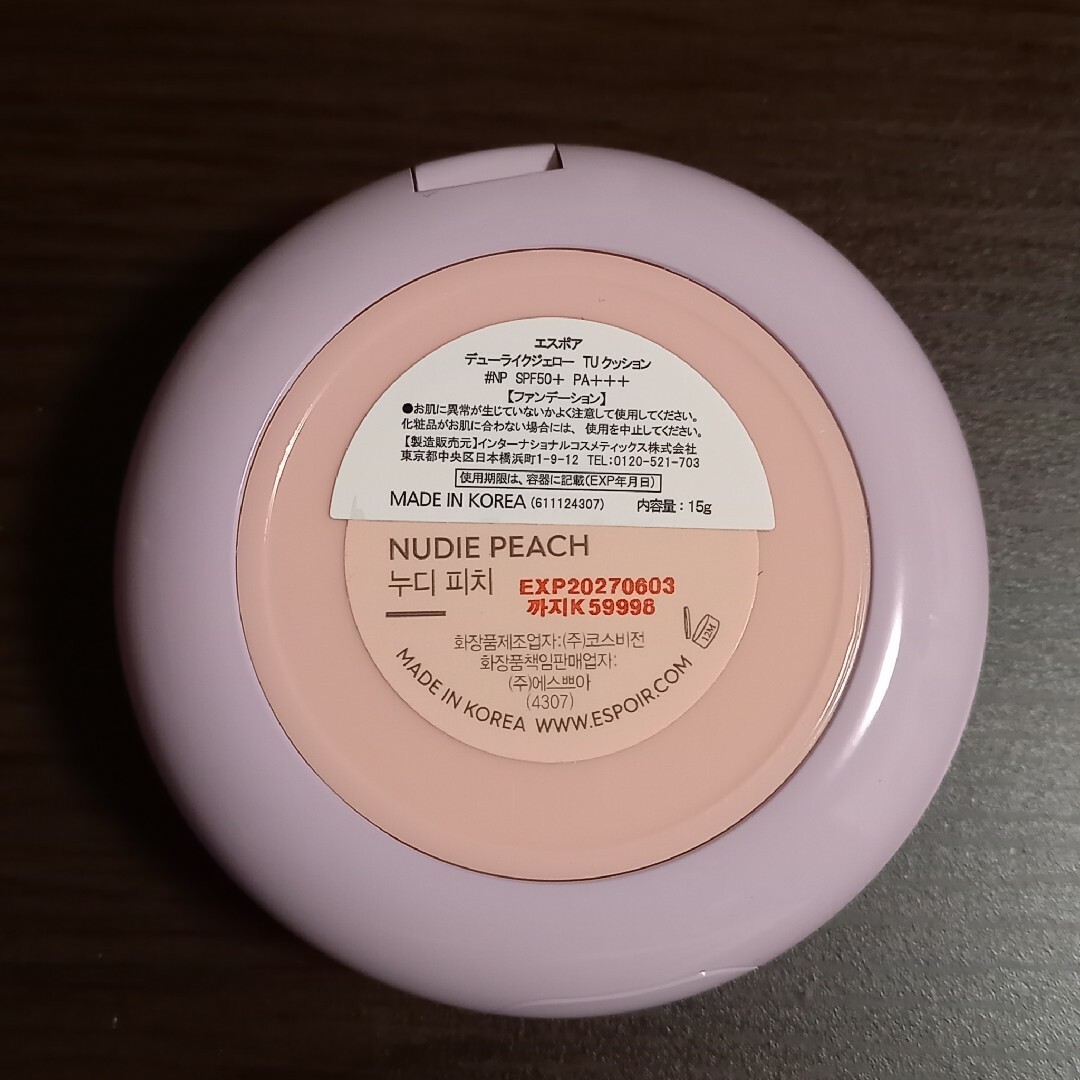 エスポア
デューライクジェロー TUクッション
#NP SPF50+ PA+++
【ファンデーション】
●お肌に異常が生じていないかよく注意して使用してください。
化粧品がお肌に合わない場合には、使用を中止してください。
【製造販売元】インターナショナルコスメティックス株式会社
東京都中央区日本橋浜町1-9-12 TEL:0120-521-703
使用期限は、容器に記載(EXP年月日)
MADE IN KOREA (611124307) 内容量:15g
NUDIE PEACH
누디 피치
EXP20270603
까지K59998
12M
화장품제조업자:(주)코스비전
화장품책임판매업자:
(주)에스쁘아
(4307)
MADE IN KOREA WWW.ESPOIR.COM